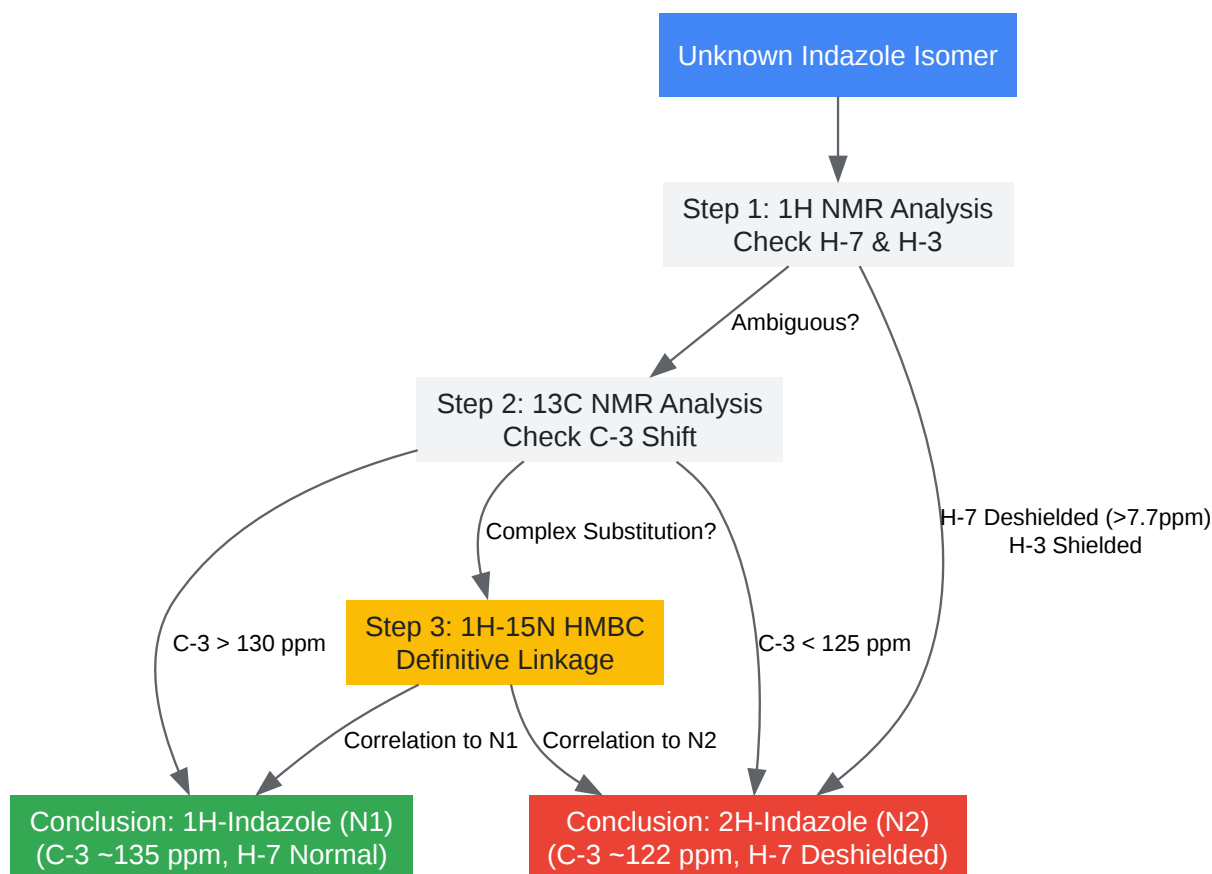 Unknown Indazole Isomer
Step 1: 1H NMR Analysis
Check H-7 & H-3
Ambiguous?
Step 2: 13C NMR Analysis
Check C-3 Shift
H-7 Deshielded (>7.7ppm)
H-3 Shielded
Complex Substitution?
Step 3: 1H-15N HMBC
Definitive Linkage
C-3 > 130 ppm
C-3 < 125 ppm
Correlation to N1
Correlation to N2
Conclusion: 1H-Indazole (N1)
(C-3 ~135 ppm, H-7 Normal)
Conclusion: 2H-Indazole (N2)
(C-3 ~122 ppm, H-7 Deshielded)